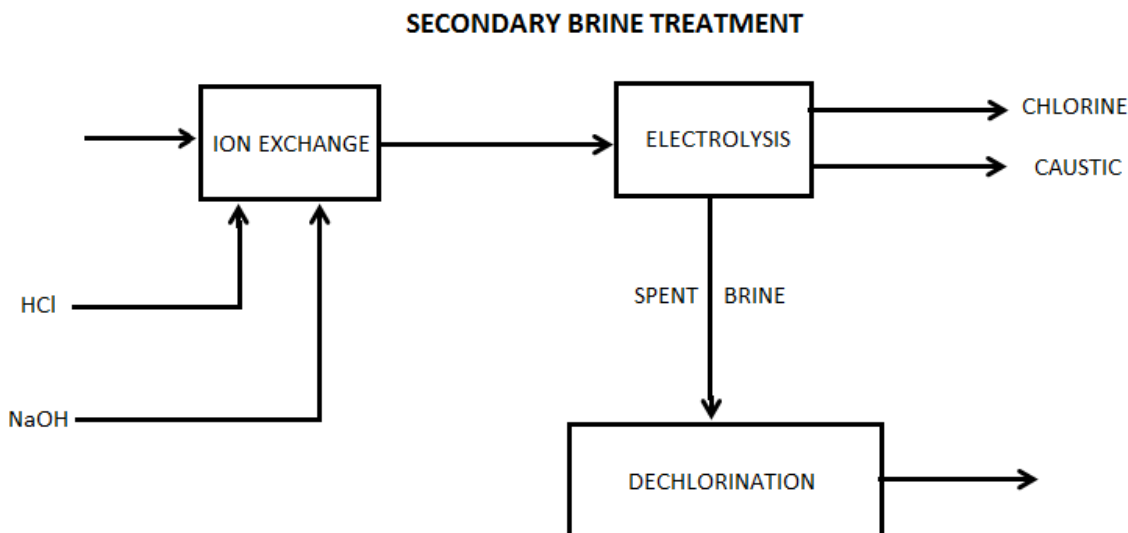 SECONDARY BRINE TREATMENT
ION EXCHANGE
ELECTROLYSIS
CHLORINE
CAUSTIC
HCl
SPENT BRINE
NaOH
DECHLORINATION